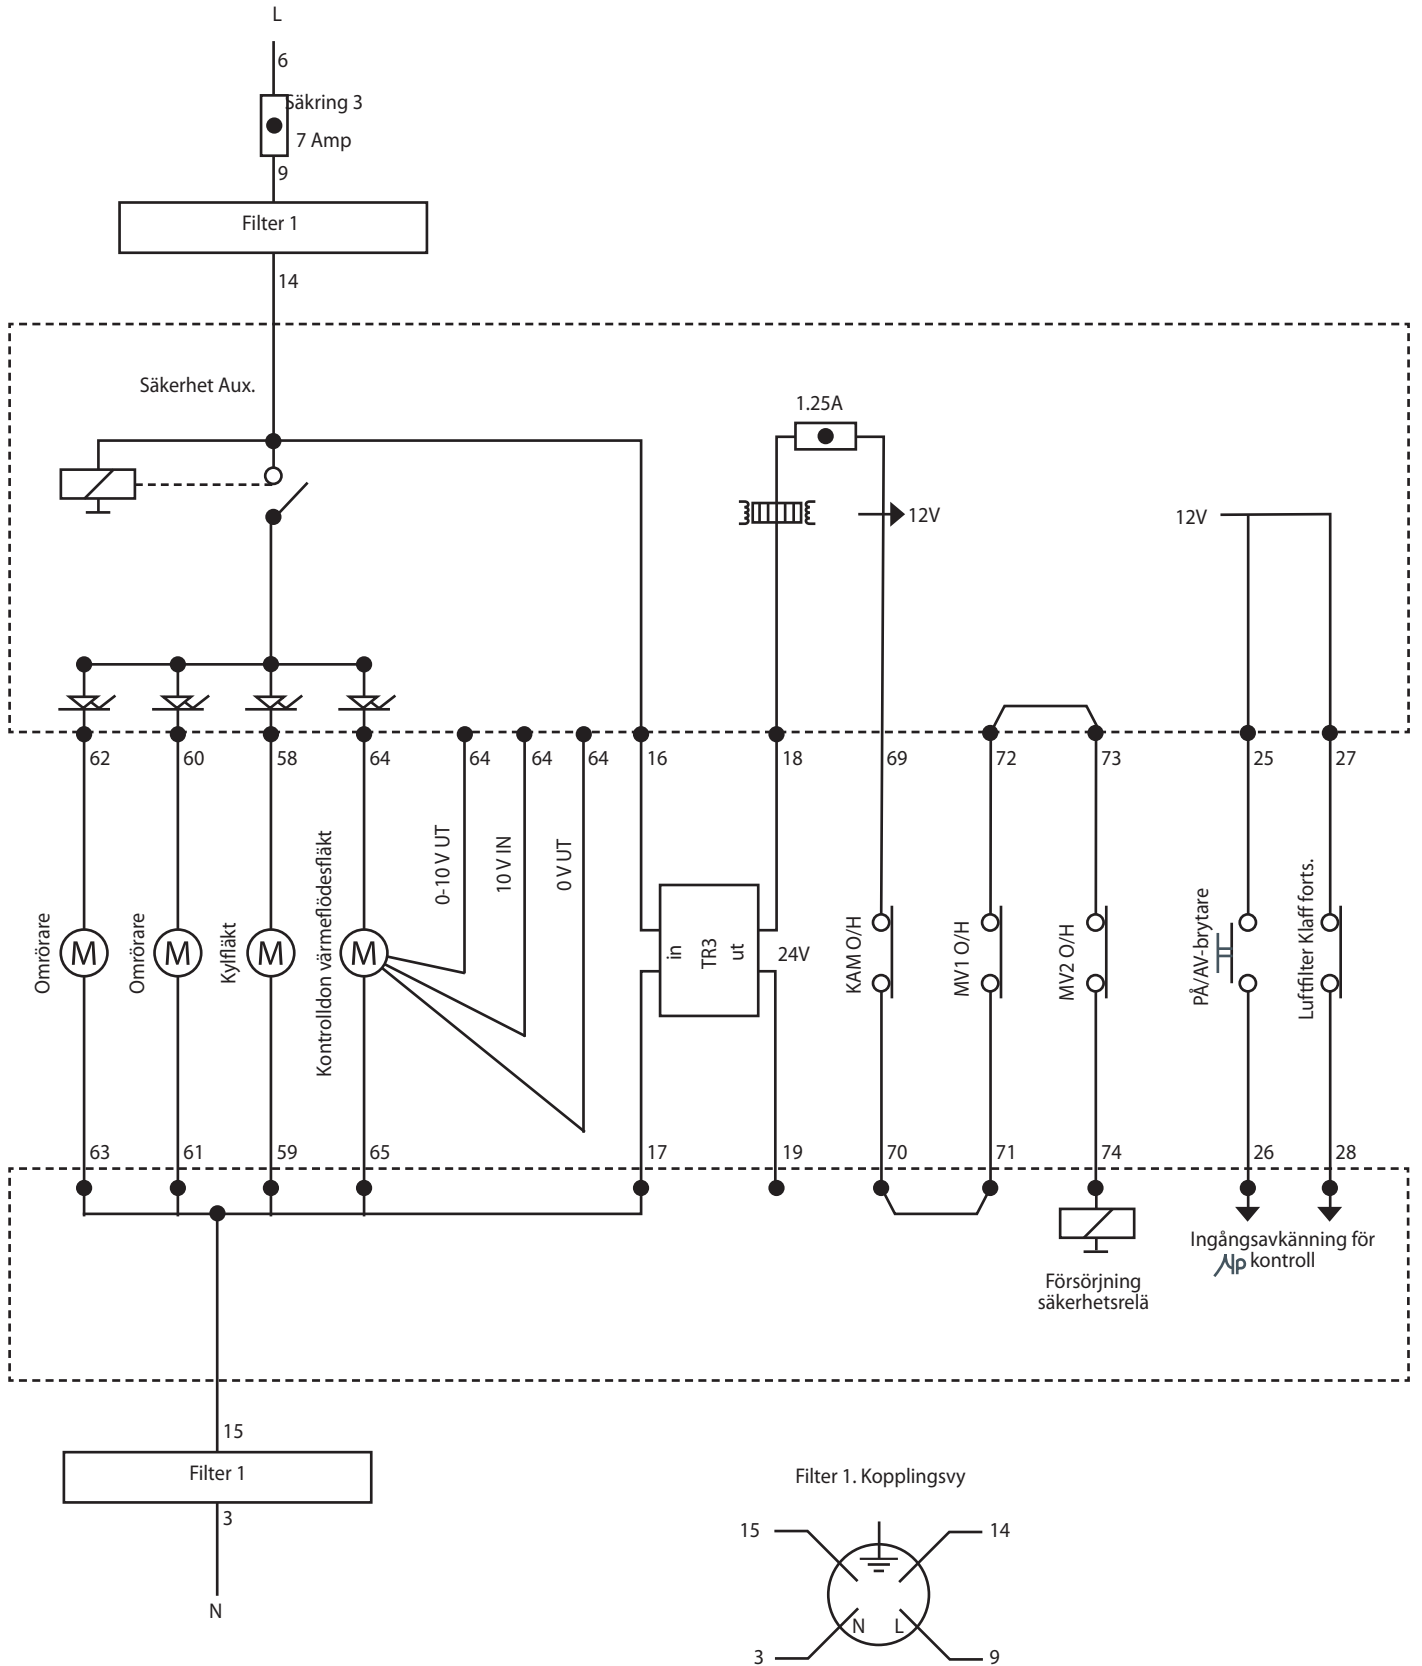 L
6
Säkring 3
7 Amp
9
Filter 1
14
Säkerhet Aux.
1.25A
12V
12V
62
60
58
64
64
64
64
16
18
69
72
73
25
27
Omrörare
Omrörare
Kylfläkt
Kontrolldon värmeflödesfläkt
0-10 V UT
10 V IN
0 V UT
M
M
M
M
in
TR3
ut
24V
KAM O/H
MV1 O/H
MV2 O/H
PÅ/AV-brytare
Luftfilter Klaff forts.
63
61
59
65
17
19
70
71
74
26
28
Försörjning
säkerhetsrelä
Ingångsavkänning för
kontroll
15
Filter 1
3
N
Filter 1. Kopplingsvy
15
14
N
L
3
9